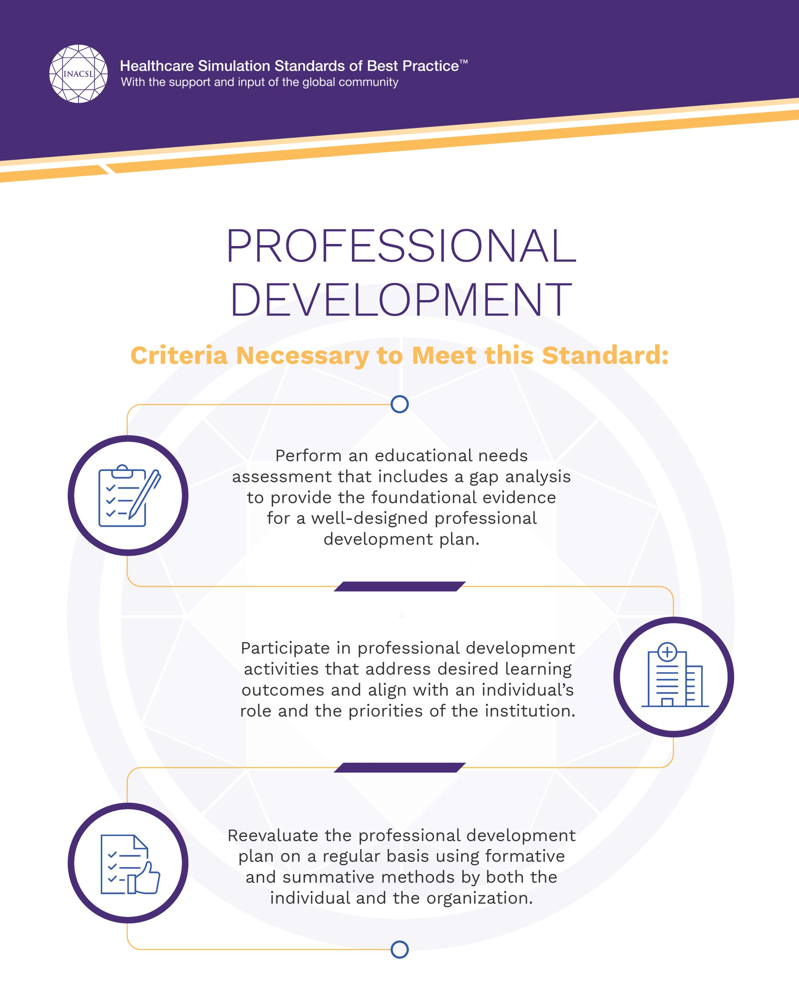 INACSL
Healthcare Simulation Standards of Best Practice™
With the support and input of the global community
PROFESSIONAL
DEVELOPMENT
Criteria Necessary to Meet this Standard:
Perform an educational needs
assessment that includes a gap analysis
to provide the foundational evidence
for a well-designed professional
development plan.
Participate in professional development
activities that address desired learning
outcomes and align with an individual’s
role and the priorities of the institution.
Reevaluate the professional development
plan on a regular basis using formative
and summative methods by both the
individual and the organization.